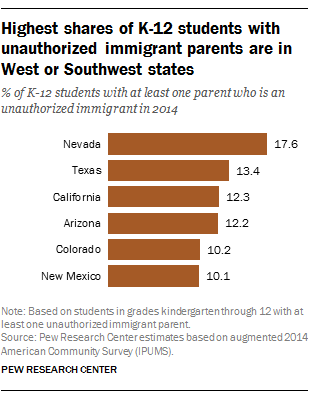 Highest shares of K-12 students with
unauthorized immigrant parents are in
West or Southwest states
% of K-12 students with at least one parent who is an
unauthorized immigrant in 2014
Nevada 17.6
Texas 13.4
California 12.3
Arizona 12.2
Colorado 10.2
New Mexico 10.1
Note: Based on students in grades kindergarten through 12 with at
least one unauthorized immigrant parent.
Source: Pew Research Center estimates based on augmented 2014
American Community Survey (IPUMS).
PEW RESEARCH CENTER